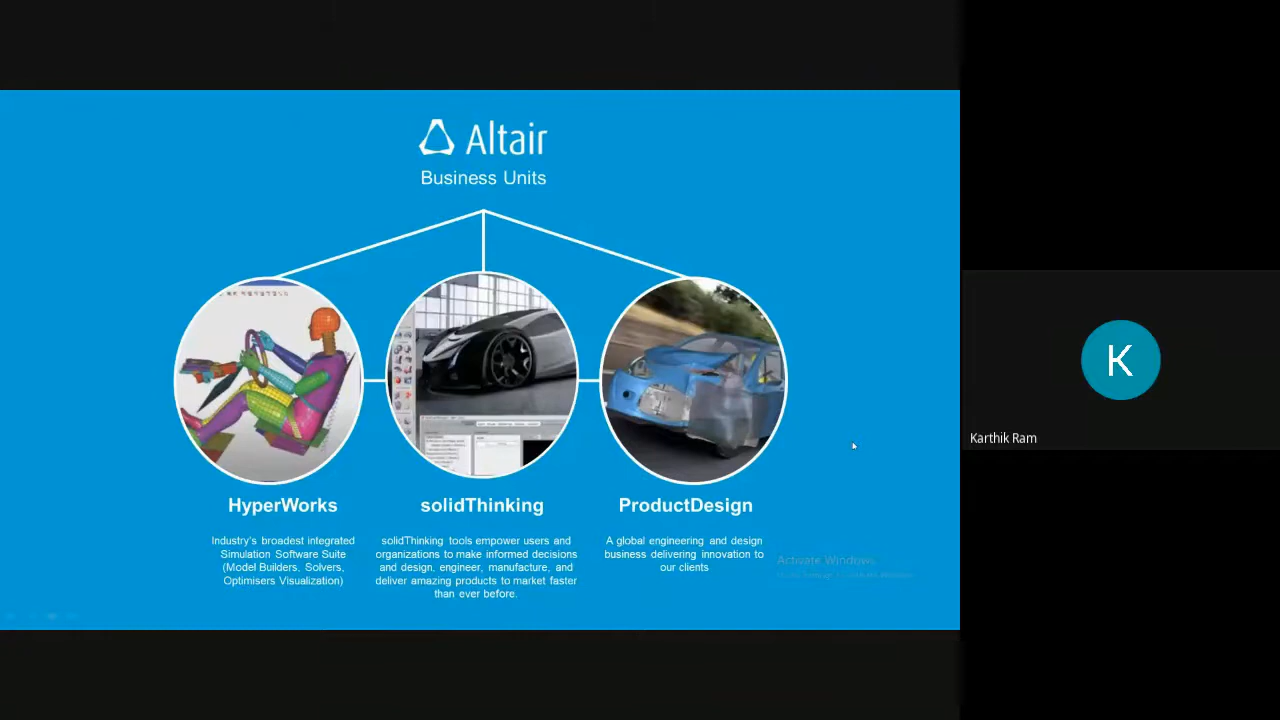 Altair
Business Units
HyperWorks
Industry's broadest integrated
Simulation Software Suite
(Model Builders, Solvers,
Optimisers Visualization)
solidThinking
solidThinking tools empower users and
organizations to make informed decisions
and design, engineer, manufacture, and
deliver amazing products to market faster
than ever before.
ProductDesign
A global engineering and design
business delivering innovation to
our clients
Activate Windows
K
Karthik Ram